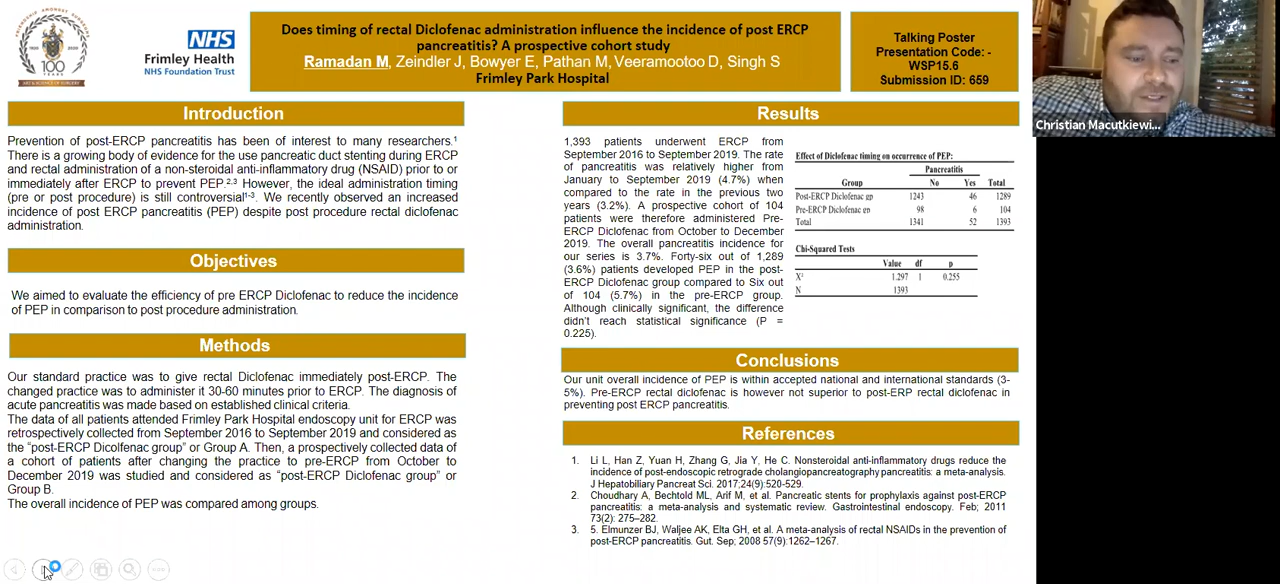 NHS
Frimley Health
NHS Foundation Trust
100
Does timing of rectal Diclofenac administration influence the incidence of post ERCP
pancreatitis? A prospective cohort study
Ramadan M, Zeindler J, Bowyer E, Pathan M, Veeramootoo D, Singh S
Frimley Park Hospital
Talking Poster
Presentation Code: -
WSP15.6
Submission ID: 659
Christian Macutkiewi...
Introduction
Prevention of post-ERCP pancreatitis has been of interest to many researchers.¹
There is a growing body of evidence for the use pancreatic duct stenting during ERCP
and rectal administration of a non-steroidal anti-inflammatory drug (NSAID) prior to or
immediately after ERCP to prevent PEP.²,³ However, the ideal administration timing
(pre or post procedure) is still controversial¹⁻³. We recently observed an increased
incidence of post ERCP pancreatitis (PEP) despite post procedure rectal diclofenac
administration.
Objectives
We aimed to evaluate the efficiency of pre ERCP Diclofenac to reduce the incidence
of PEP in comparison to post procedure administration.
Methods
Our standard practice was to give rectal Diclofenac immediately post-ERCP. The
changed practice was to administer it 30-60 minutes prior to ERCP. The diagnosis of
acute pancreatitis was made based on established clinical criteria.
The data of all patients attended Frimley Park Hospital endoscopy unit for ERCP was
retrospectively collected from September 2016 to September 2019 and considered as
the “post-ERCP Dicolfenac group” or Group A. Then, a prospectively collected data of
a cohort of patients after changing the practice to pre-ERCP from October to
December 2019 was studied and considered as “post-ERCP Diclofenac group” or
Group B.
The overall incidence of PEP was compared among groups.
Results
1,393 patients underwent ERCP from
September 2016 to September 2019. The rate
of pancreatitis was relatively higher from
January to September 2019 (4.7%) when
compared to the rate in the previous two
years (3.2%). A prospective cohort of 104
patients were therefore administered Pre-
ERCP Diclofenac from October to December
2019. The overall pancreatitis incidence for
our series is 3.7%. Forty-six out of 1,289
(3.6%) patients developed PEP in the post-
ERCP Diclofenac group compared to Six out
of 104 (5.7%) in the pre-ERCP group.
Although clinically significant, the difference
didn't reach statistical significance (P =
0.225).
Effect of Diclofenac timing on occurrence of PEP:
Pancreatitis
Group No Yes Total
Post-ERCP Diclofenac gp 1243 46 1289
Pre-ERCP Diclofenac gp 98 6 104
Total 1341 52 1393
Chi-Squared Tests
Value df p
X² 1.297 1 0.255
N 1393
Conclusions
Our unit overall incidence of PEP is within accepted national and international standards (3-
5%). Pre-ERCP rectal diclofenac is however not superior to post-ERP rectal diclofenac in
preventing post ERCP pancreatitis.
References
1. Li L, Han Z, Yuan H, Zhang G, Jia Y, He C. Nonsteroidal anti-inflammatory drugs reduce the
incidence of post-endoscopic retrograde cholangiopancreatography pancreatitis: a meta-analysis.
J Hepatobiliary Pancreat Sci. 2017;24(9):520-529.
2. Choudhary A, Bechtold ML, Arif M, et al. Pancreatic stents for prophylaxis against post-ERCP
pancreatitis: a meta-analysis and systematic review. Gastrointestinal endoscopy. Feb; 2011
73(2): 275–282.
3. 5. Elmunzer BJ, Waljee AK, Elta GH, et al. A meta-analysis of rectal NSAIDs in the prevention of
post-ERCP pancreatitis. Gut. Sep; 2008 57(9):1262–1267.